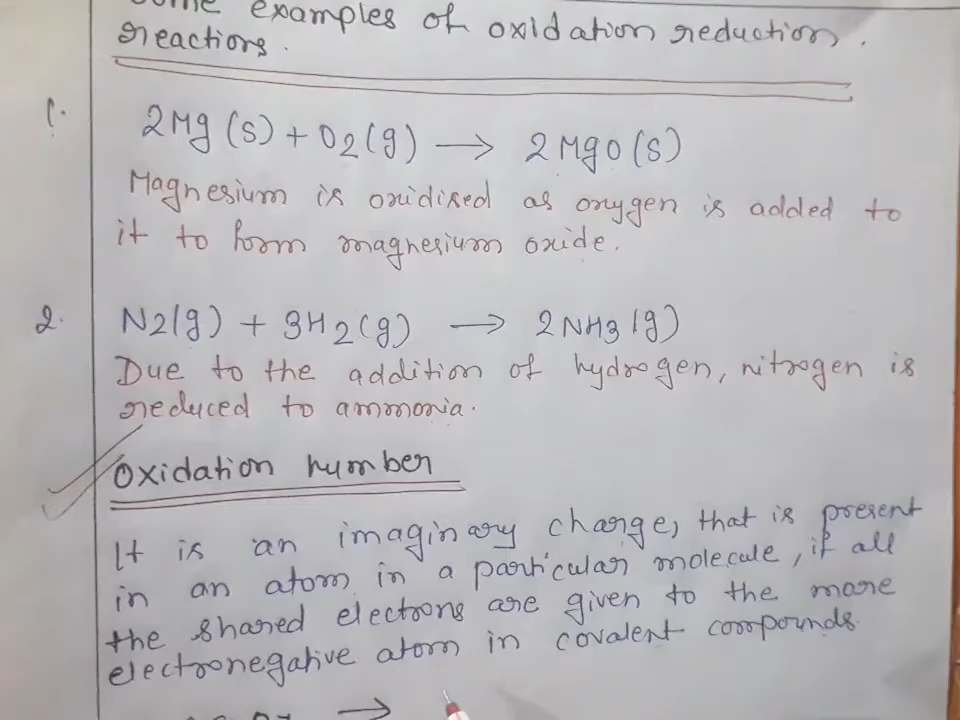 Some examples of oxidation reduction
reactions.
1. 2Mg (s) + O2(g) → 2MgO(s)
Magnesium is oxidised as oxygen is added to
it to form magnesium oxide.
2. N2(g) + 3H2(g) → 2NH3(g)
Due to the addition of hydrogen, nitrogen is
reduced to ammonia.
Oxidation number
It is an imaginary charge, that is present
in an atom in a particular molecule, if all
the shared electrons are given to the more
electronegative atom in covalent compounds.
→